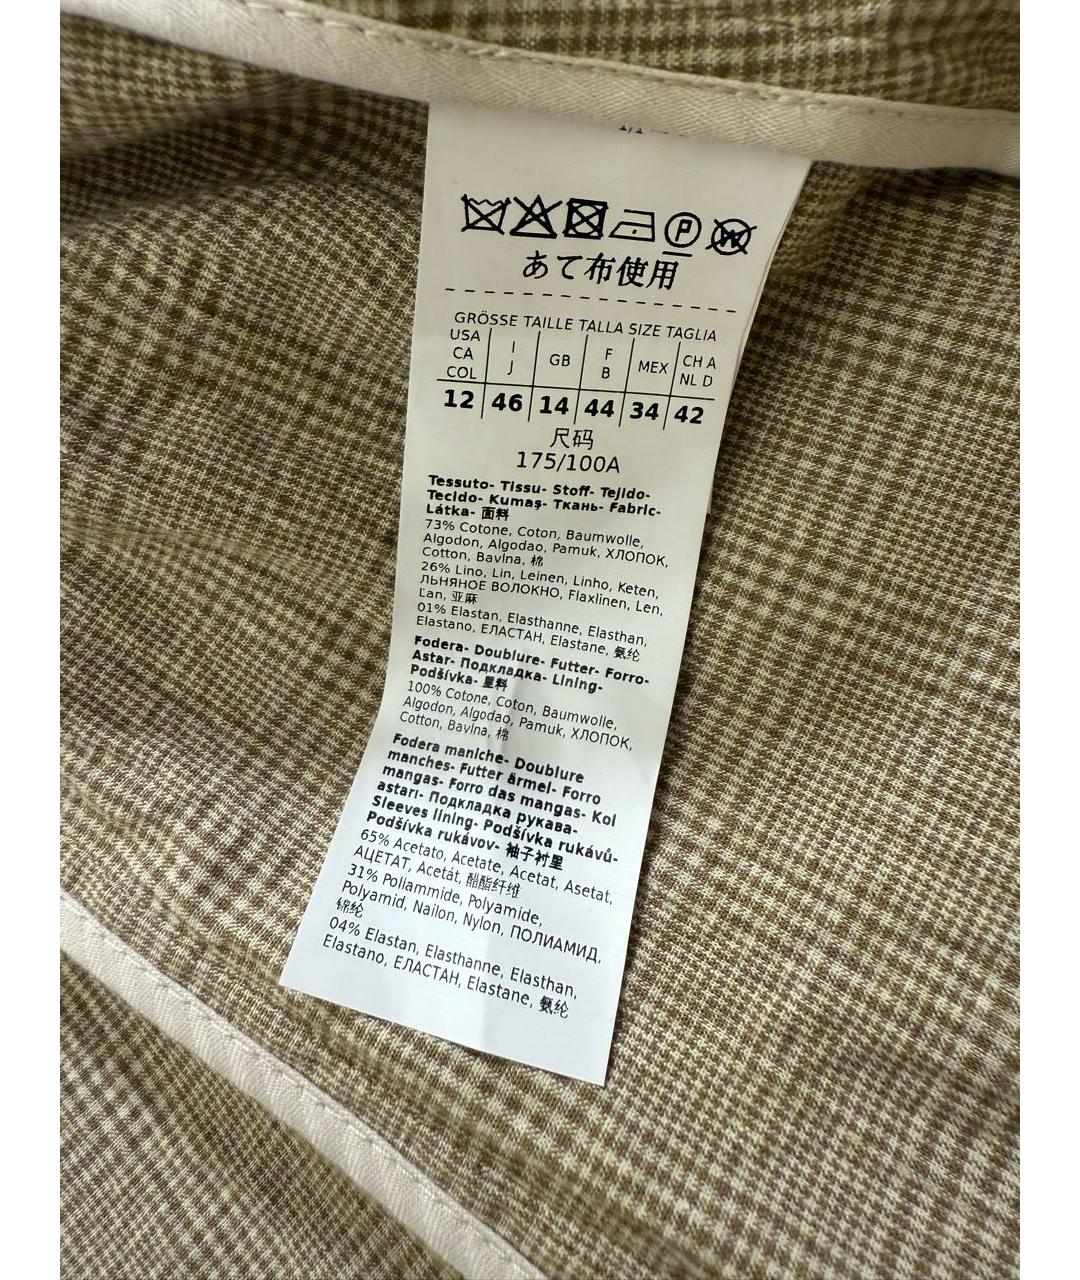 あて布使用
GRÖSSE TAILLE TALLA SIZE TAGLIA
USA CA COL | I J | GB | F B | MEX | CH A NL D
12 | 46 | 14 | 44 | 34 | 42
尺码
175/100A
Tessuto- Tissu- Stoff- Tejido-
Tecido- Kumaş- Ткань- Fabric-
Látka- 面料
73% Cotone, Coton, Baumwolle,
Algodon, Algodao, Pamuk, ХЛОПОК,
Cotton, Bavlna, 棉
26% Lino, Lin, Leinen, Linho, Keten,
ЛЬНЯНОЕ ВОЛОКНО, Flaxlinen, Len,
Ľan, 亚麻
01% Elastan, Elasthanne, Elasthan,
Elastano, ЕЛАСТАН, Elastane, 氨纶
Fodera- Doublure- Futter- Forro-
Astar- Подкладка- Lining-
Podšívka- 里料
100% Cotone, Coton, Baumwolle,
Algodon, Algodao, Pamuk, ХЛОПОК,
Cotton, Bavlna, 棉
Fodera maniche- Doublure
manches- Futter ärmel- Forro
mangas- Forro das mangas- Kol
astarı- Подкладка рукава-
Sleeves lining- Podšívka rukávů-
Podšívka rukávov- 袖子衬里
65% Acetato, Acetate, Acetat, Asetat,
АЦЕТАТ, Acetát, 醋酯纤维
31% Poliammide, Polyamide,
Polyamid, Nailon, Nylon, ПОЛИАМИД,
锦纶
04% Elastan, Elasthanne, Elasthan,
Elastano, ЕЛАСТАН, Elastane, 氨纶